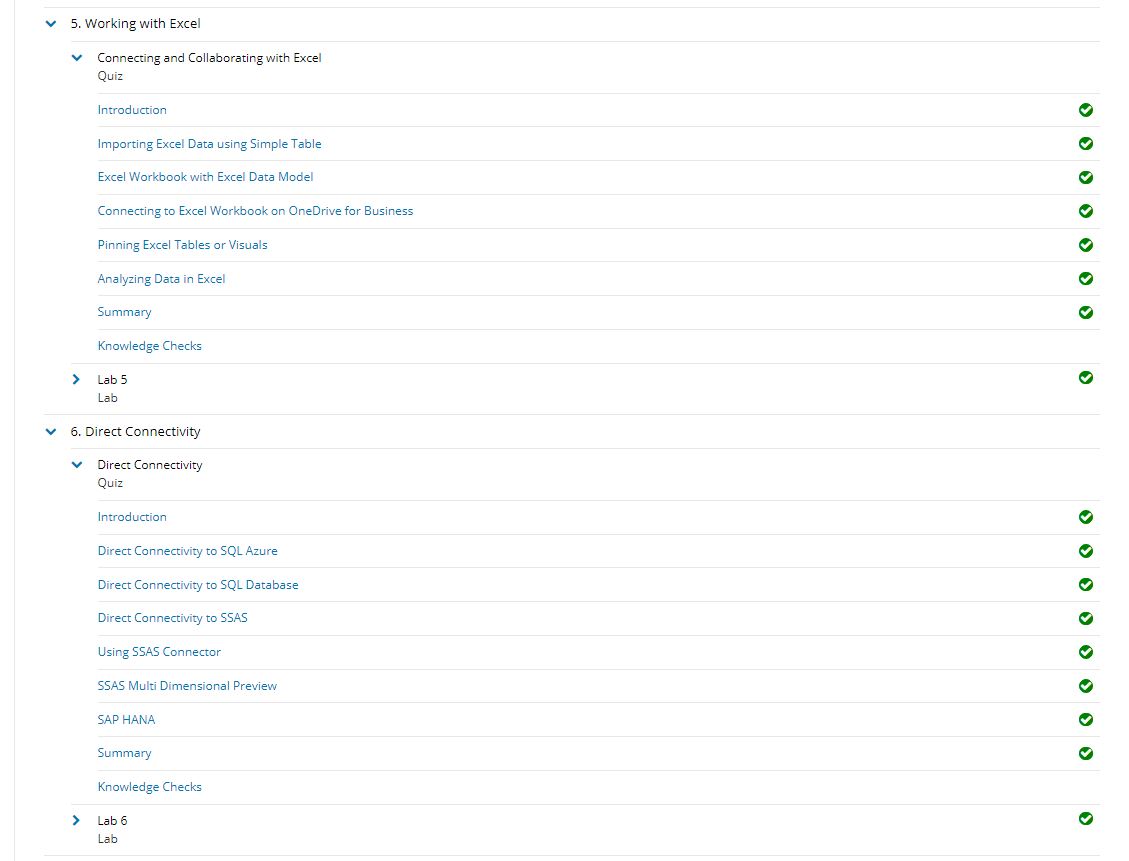 5. Working with Excel
Connecting and Collaborating with Excel
Quiz
Introduction
Importing Excel Data using Simple Table
Excel Workbook with Excel Data Model
Connecting to Excel Workbook on OneDrive for Business
Pinning Excel Tables or Visuals
Analyzing Data in Excel
Summary
Knowledge Checks
Lab 5
Lab
6. Direct Connectivity
Direct Connectivity
Quiz
Introduction
Direct Connectivity to SQL Azure
Direct Connectivity to SQL Database
Direct Connectivity to SSAS
Using SSAS Connector
SSAS Multi Dimensional Preview
SAP HANA
Summary
Knowledge Checks
Lab 6
Lab